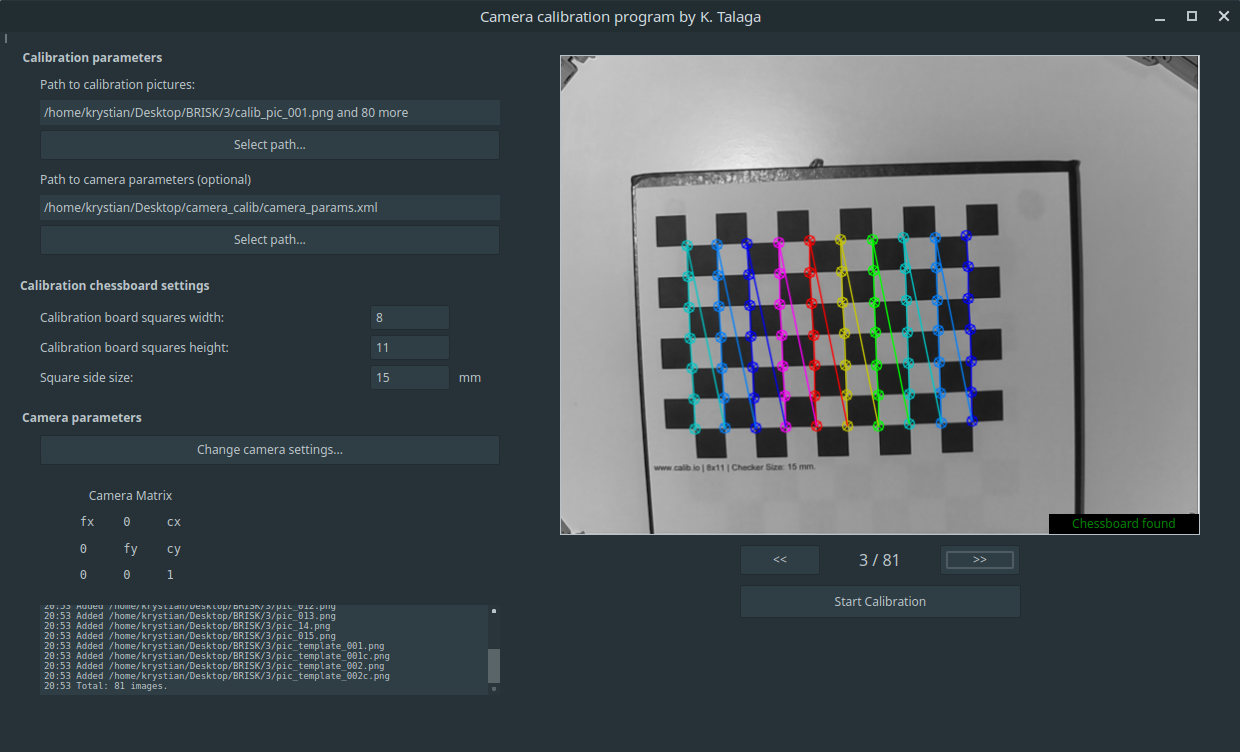 Camera calibration program by K. Talaga
Calibration parameters
Path to calibration pictures:
/home/krystian/Desktop/BRISK/3/calib_pic_001.png and 80 more
Select path...
Path to camera parameters (optional)
/home/krystian/Desktop/camera_calib/camera_params.xml
Select path...
Calibration chessboard settings
Calibration board squares width:
8
Calibration board squares height:
11
Square side size:
15 mm
Camera parameters
Change camera settings...
Camera Matrix
fx 0 cx
0 fy cy
0 0 1
20:53 Added /home/krystian/Desktop/BRISK/3/pic_012.png
20:53 Added /home/krystian/Desktop/BRISK/3/pic_013.png
20:53 Added /home/krystian/Desktop/BRISK/3/pic_14.png
20:53 Added /home/krystian/Desktop/BRISK/3/pic_015.png
20:53 Added /home/krystian/Desktop/BRISK/3/pic_template_001.png
20:53 Added /home/krystian/Desktop/BRISK/3/pic_template_001c.png
20:53 Added /home/krystian/Desktop/BRISK/3/pic_template_002.png
20:53 Added /home/krystian/Desktop/BRISK/3/pic_template_002c.png
20:53 Total: 81 images.
www.calib.io | 8x11 | Checker Size: 15 mm.
Chessboard found
<<
3 / 81
>>
Start Calibration